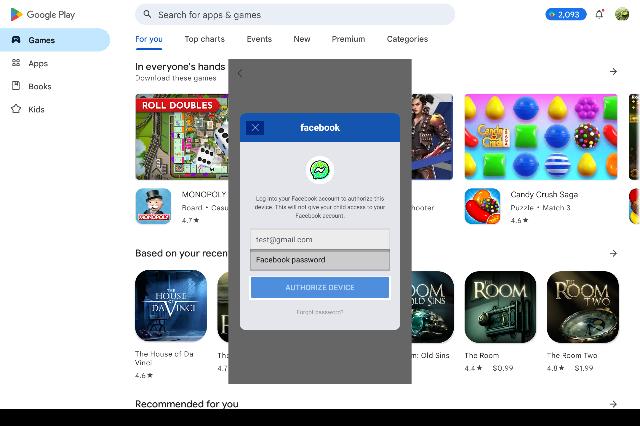 Google Play
Search for apps & games
2,093
Games
Apps
Books
Kids
For you
Top charts
Events
New
Premium
Categories
In everyone's hands
Download these games
ROLL DOUBLES
MONOPOLY
MONOPOLY
Board • Casu
4.7★
hooter
Candy Crush Saga
Candy Crush Saga
Puzzle • Match 3
4.6★
facebook
Log into your Facebook account to authorize this
device. This will not give your child access to your
Facebook account.
test@gmail.com
Facebook password
AUTHORIZE DEVICE
Forgot password?
Based on your recen
THE HOUSE OF DA VINCI
The House of Da
Vinci
4.6★
4.7
OLD SINS
m: Old Sins
THE ROOM
The Room
4.4★ $0.99
THE ROOM TWO
The Room Two
4.8★ $1.99
Recommended for you